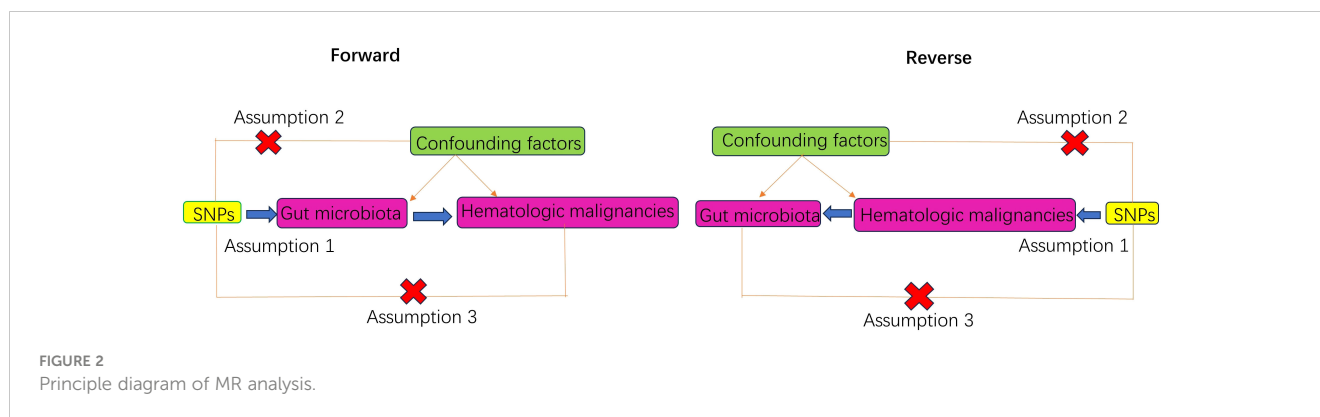 Forward
Assumption 2
Confounding factors
SNPs
Gut microbiota
Hematologic malignancies
Assumption 1
Assumption 3
Reverse
Assumption 2
Confounding factors
Gut microbiota
Hematologic malignancies
SNPs
Assumption 1
Assumption 3
FIGURE 2
Principle diagram of MR analysis.